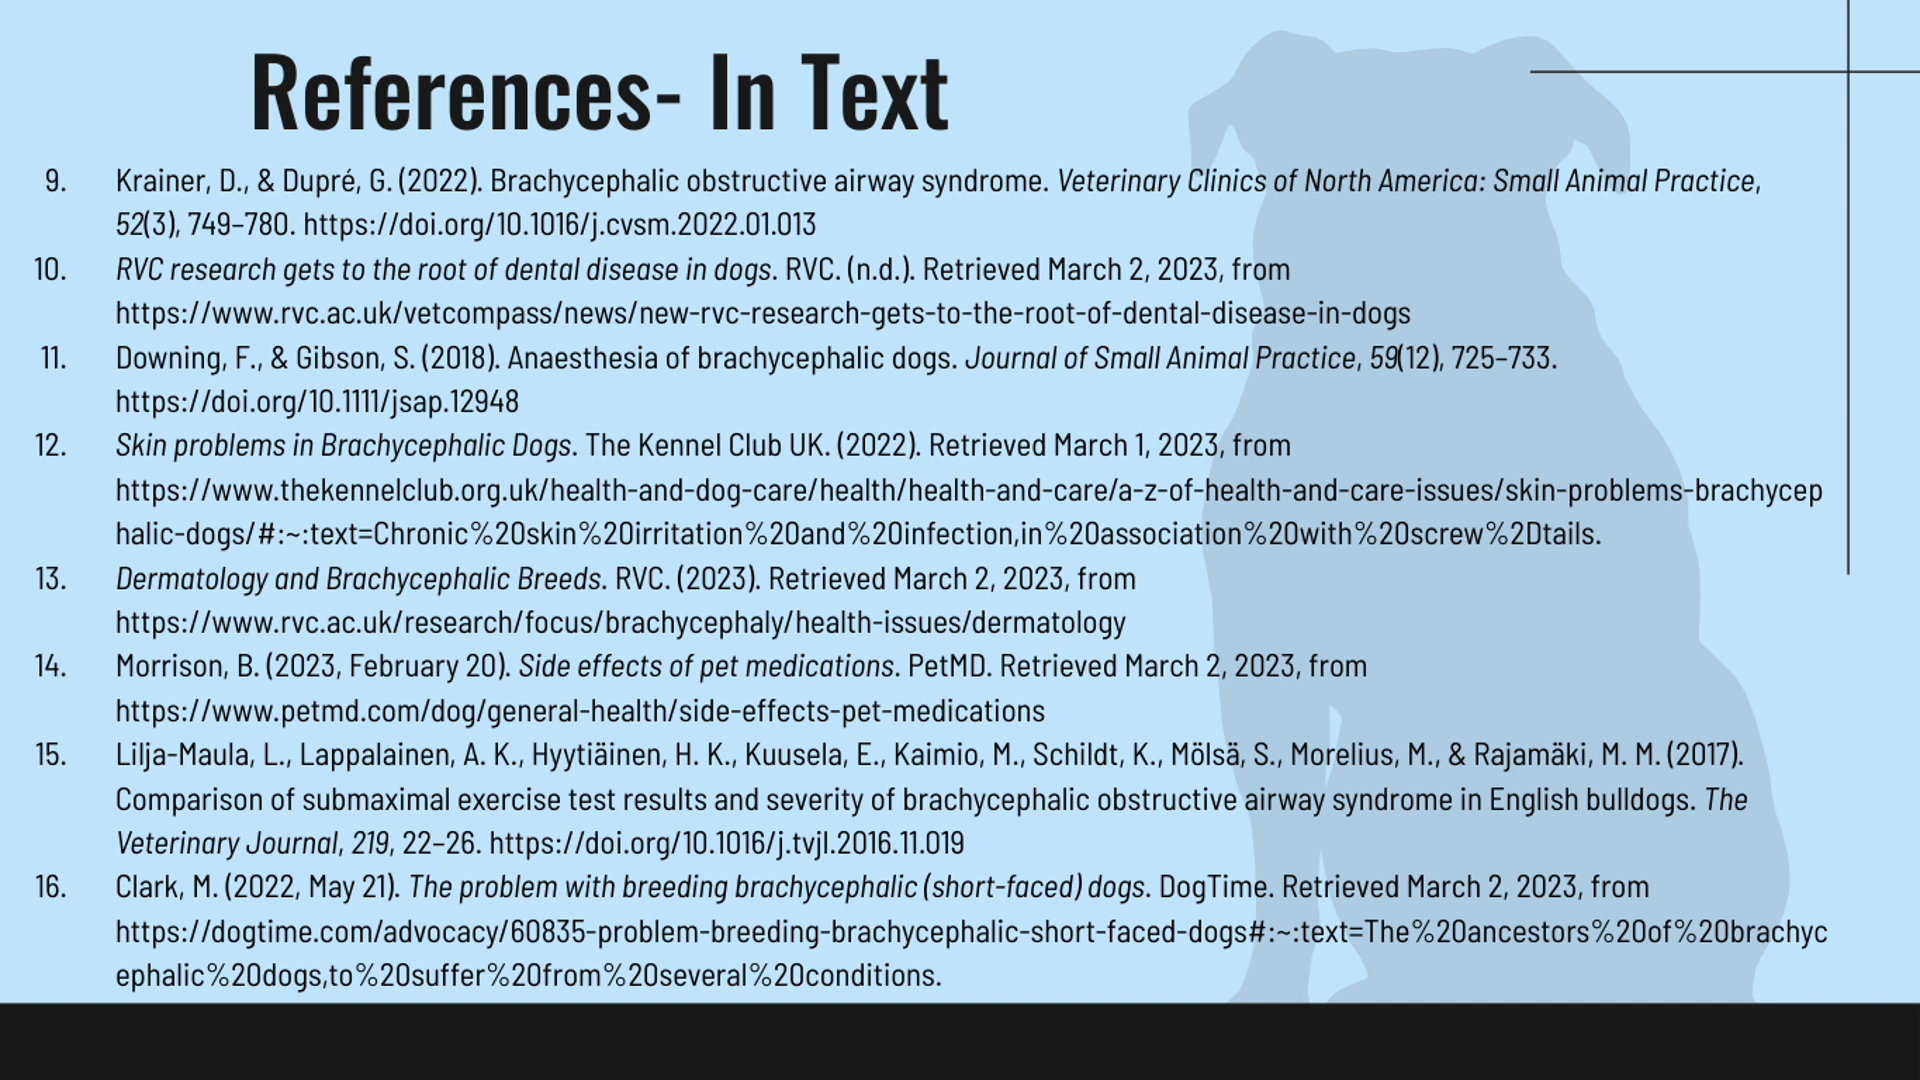 References- In Text
9. Krainer, D., & Dupré, G. (2022). Brachycephalic obstructive airway syndrome. Veterinary Clinics of North America: Small Animal Practice,
52(3), 749–780. https://doi.org/10.1016/j.cvsm.2022.01.013
10. RVC research gets to the root of dental disease in dogs. RVC. (n.d.). Retrieved March 2, 2023, from
https://www.rvc.ac.uk/vetcompass/news/new-rvc-research-gets-to-the-root-of-dental-disease-in-dogs
11. Downing, F., & Gibson, S. (2018). Anaesthesia of brachycephalic dogs. Journal of Small Animal Practice, 59(12), 725–733.
https://doi.org/10.1111/jsap.12948
12. Skin problems in Brachycephalic Dogs. The Kennel Club UK. (2022). Retrieved March 1, 2023, from
https://www.thekennelclub.org.uk/health-and-dog-care/health/health-and-care/a-z-of-health-and-care-issues/skin-problems-brachycep
halic-dogs/#:~:text=Chronic%20skin%20irritation%20and%20infection,in%20association%20with%20screw%2Dtails.
13. Dermatology and Brachycephalic Breeds. RVC. (2023). Retrieved March 2, 2023, from
https://www.rvc.ac.uk/research/focus/brachycephaly/health-issues/dermatology
14. Morrison, B. (2023, February 20). Side effects of pet medications. PetMD. Retrieved March 2, 2023, from
https://www.petmd.com/dog/general-health/side-effects-pet-medications
15. Lilja-Maula, L., Lappalainen, A. K., Hyytiäinen, H. K., Kuusela, E., Kaimio, M., Schildt, K., Mölsä, S., Morelius, M., & Rajamäki, M. M. (2017).
Comparison of submaximal exercise test results and severity of brachycephalic obstructive airway syndrome in English bulldogs. The
Veterinary Journal, 219, 22–26. https://doi.org/10.1016/j.tvjl.2016.11.019
16. Clark, M. (2022, May 21). The problem with breeding brachycephalic (short-faced) dogs. DogTime. Retrieved March 2, 2023, from
https://dogtime.com/advocacy/60835-problem-breeding-brachycephalic-short-faced-dogs#:~:text=The%20ancestors%20of%20brachyc
ephalic%20dogs,to%20suffer%20from%20several%20conditions.